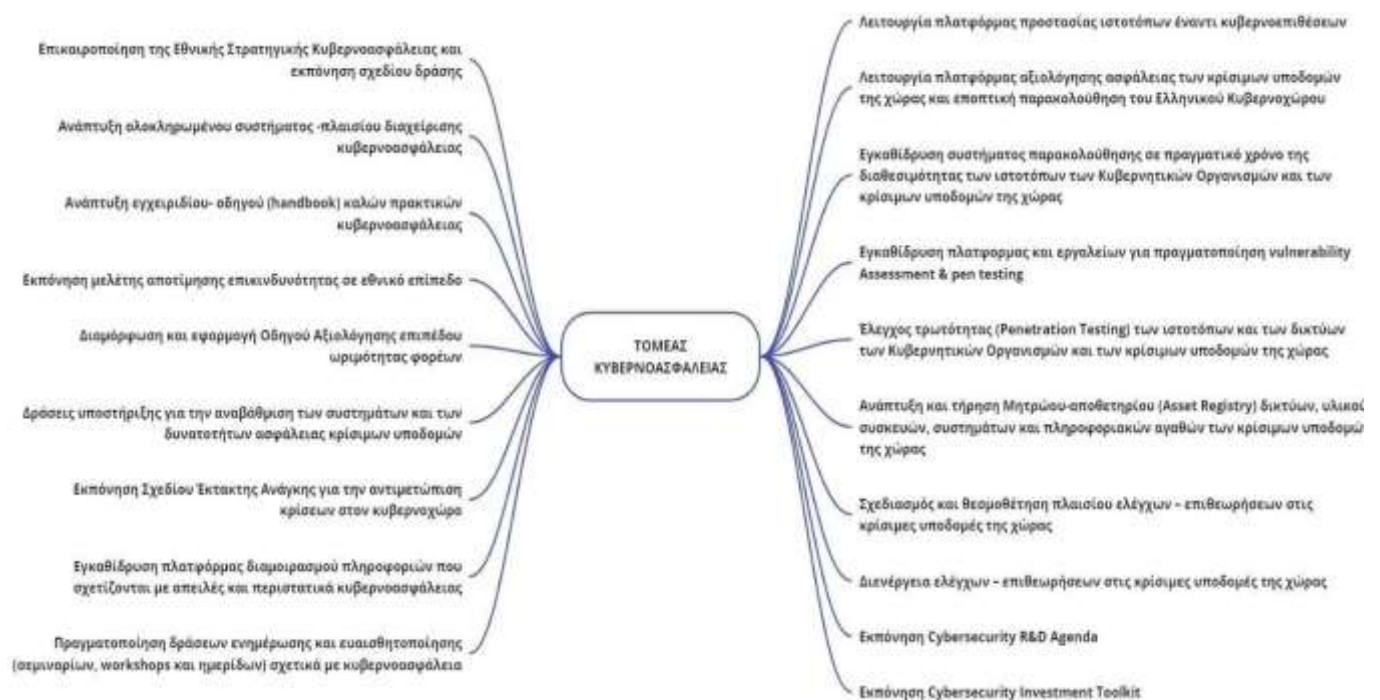 Επικαιροποίηση της Εθνικής Στρατηγικής Κυβερνοασφάλειας και
εκπόνηση σχεδίου δράσης
Ανάπτυξη ολοκληρωμένου συστήματος -πλαισίου διαχείρισης
κυβερνοασφάλειας
Ανάπτυξη εγχειριδίου- οδηγού (handbook) καλών πρακτικών
κυβερνοασφάλειας
Εκπόνηση μελέτης αποτίμησης επικινδυνότητας σε εθνικό επίπεδο
Διαμόρφωση και εφαρμογή Οδηγού Αξιολόγησης επιπέδου
ωριμότητας φορέων
Δράσεις υποστήριξης για την αναβάθμιση των συστημάτων και των
δυνατοτήτων ασφάλειας κρίσιμων υποδομών
Εκπόνηση Σχεδίου Έκτακτης Ανάγκης για την αντιμετώπιση
κρίσεων στον κυβερνοχώρο
Εγκαθίδρυση πλατφόρμας διαμοιρασμού πληροφοριών που
σχετίζονται με απειλές και περιστατικά κυβερνοασφάλειας
Πραγματοποίηση δράσεων ενημέρωσης και ευαισθητοποίησης
(σεμιναρίων, workshops και ημερίδων) σχετικά με κυβερνοασφάλεια
ΤΟΜΕΑΣ
ΚΥΒΕΡΝΟΑΣΦΑΛΕΙΑΣ
Λειτουργία πλατφόρμας προστασίας ιστοτόπων έναντι κυβερνοεπιθέσεων
Λειτουργία πλατφόρμας αξιολόγησης ασφάλειας των κρίσιμων υποδομών
της χώρας και εποπτική παρακολούθηση του Ελληνικού Κυβερνοχώρου
Εγκαθίδρυση συστήματος παρακολούθησης σε πραγματικό χρόνο της
διαθεσιμότητας των ιστοτόπων των Κυβερνητικών Οργανισμών και των
κρίσιμων υποδομών της χώρας
Εγκαθίδρυση πλατφορμας και εργαλείων για πραγματοποίηση vulnerability
Assessment & pen testing
Έλεγχος τρωτότητας (Penetration Testing) των ιστοτόπων και των δικτύων
των Κυβερνητικών Οργανισμών και των κρίσιμων υποδομών της χώρας
Ανάπτυξη και τήρηση Μητρώου-αποθετηρίου (Asset Registry) δικτύων, υλικού
συσκευών, συστημάτων και πληροφοριακών αγαθών των κρίσιμων υποδομώ
της χώρας
Σχεδιασμός και θεσμοθέτηση πλαισίου ελέγχων – επιθεωρήσεων στις
κρίσιμες υποδομές της χώρας
Διενέργεια ελέγχων – επιθεωρήσεων στις κρίσιμες υποδομές της χώρας
Εκπόνηση Cybersecurity R&D Agenda
Εκπόνηση Cybersecurity Investment Toolkit